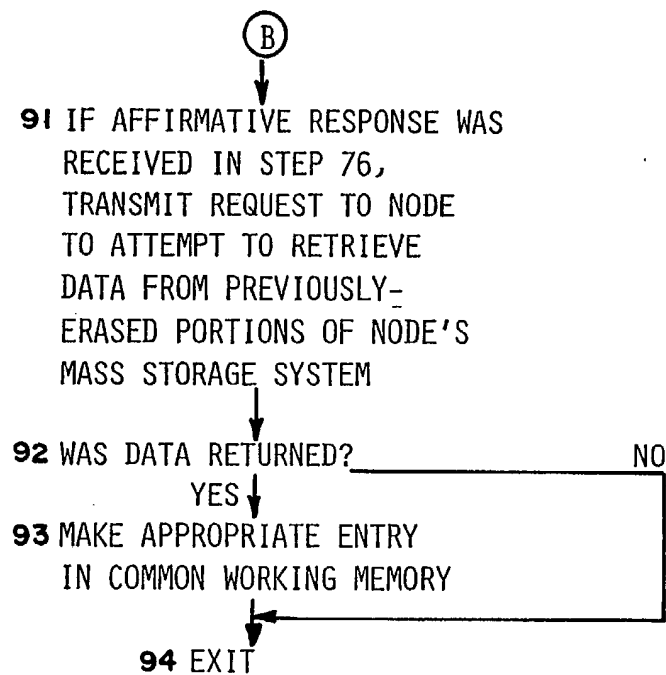 B
91 IF AFFIRMATIVE RESPONSE WAS
RECEIVED IN STEP 76,
TRANSMIT REQUEST TO NODE
TO ATTEMPT TO RETRIEVE
DATA FROM PREVIOUSLY-
ERASED PORTIONS OF NODE'S
MASS STORAGE SYSTEM
92 WAS DATA RETURNED? NO
YES
93 MAKE APPROPRIATE ENTRY
IN COMMON WORKING MEMORY
94 EXIT